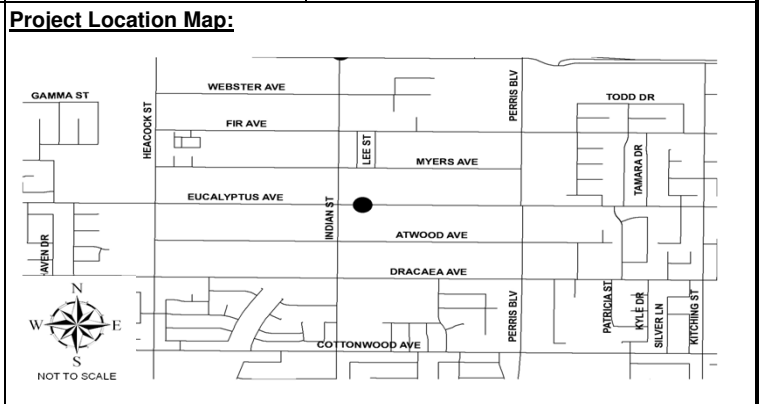 Project Location Map:
WEBSTER AVE
GAMMA ST
TODD DR
PERRIS BLV
HEACOCK ST
FIR AVE
LEE ST
MYERS AVE
TAMARA DR
EUCALYPTUS AVE
INDIAN ST
ATWOOD AVE
HAVEN DR
DRACAEA AVE
N
W
E
S
NOT TO SCALE
PERRIS BLV
PATRICIA ST
KYLE DR
SILVER LN
KITCHING ST
COTTONWOOD AVE